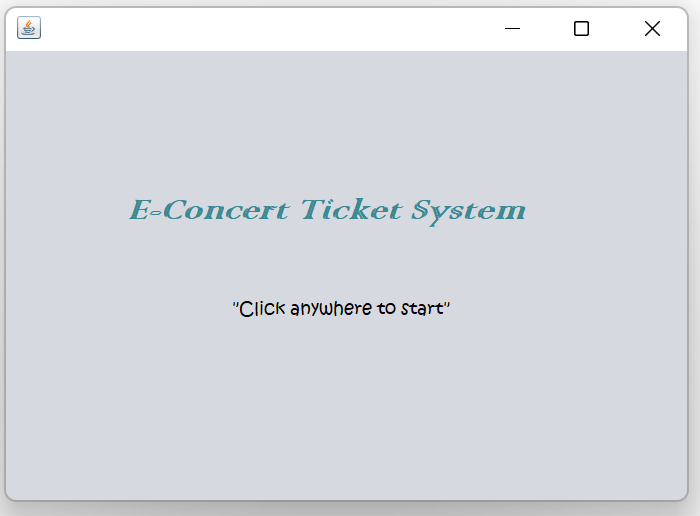 E-Concert Ticket System
"Click anywhere to start"